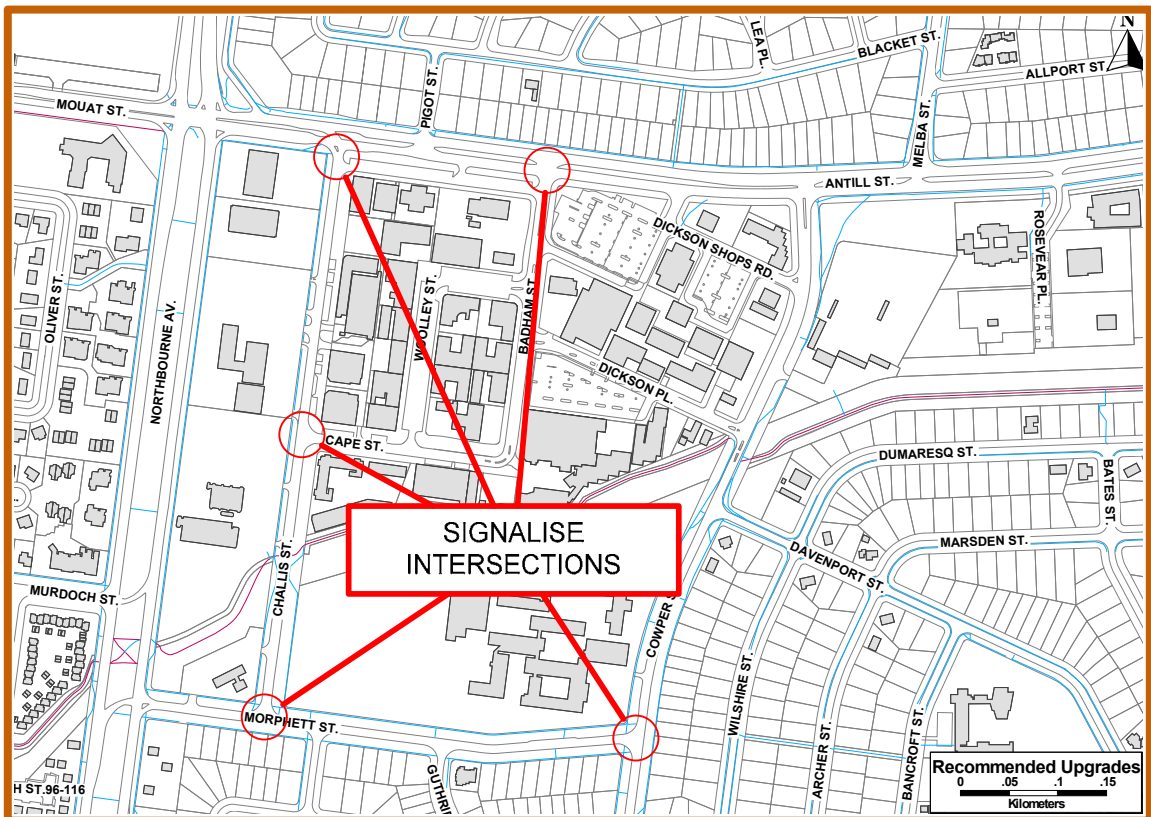 N
LEA PL.
BLACKET ST.
ALLPORT ST.
PIGOT ST.
MOUAT ST.
MELBA ST.
ANTILL ST.
DICKSON SHOPS RD.
ROSEVEAR PL.
OLIVER ST.
NORTHBOURNE AV.
WOOLLEY ST.
BADHAM ST.
DICKSON PL.
CAPE ST.
DUMARESQ ST.
BATES ST.
SIGNALISE
INTERSECTIONS
MARSDEN ST.
DAVENPORT ST.
CHALLIS ST.
MURDOCH ST.
COWPER S
WILSHIRE ST.
ARCHER ST.
BANCROFT ST.
MORPHETT ST.
GUTHRI
H ST.96-116
Recommended Upgrades
0 .05 .1 .15
Kilometers